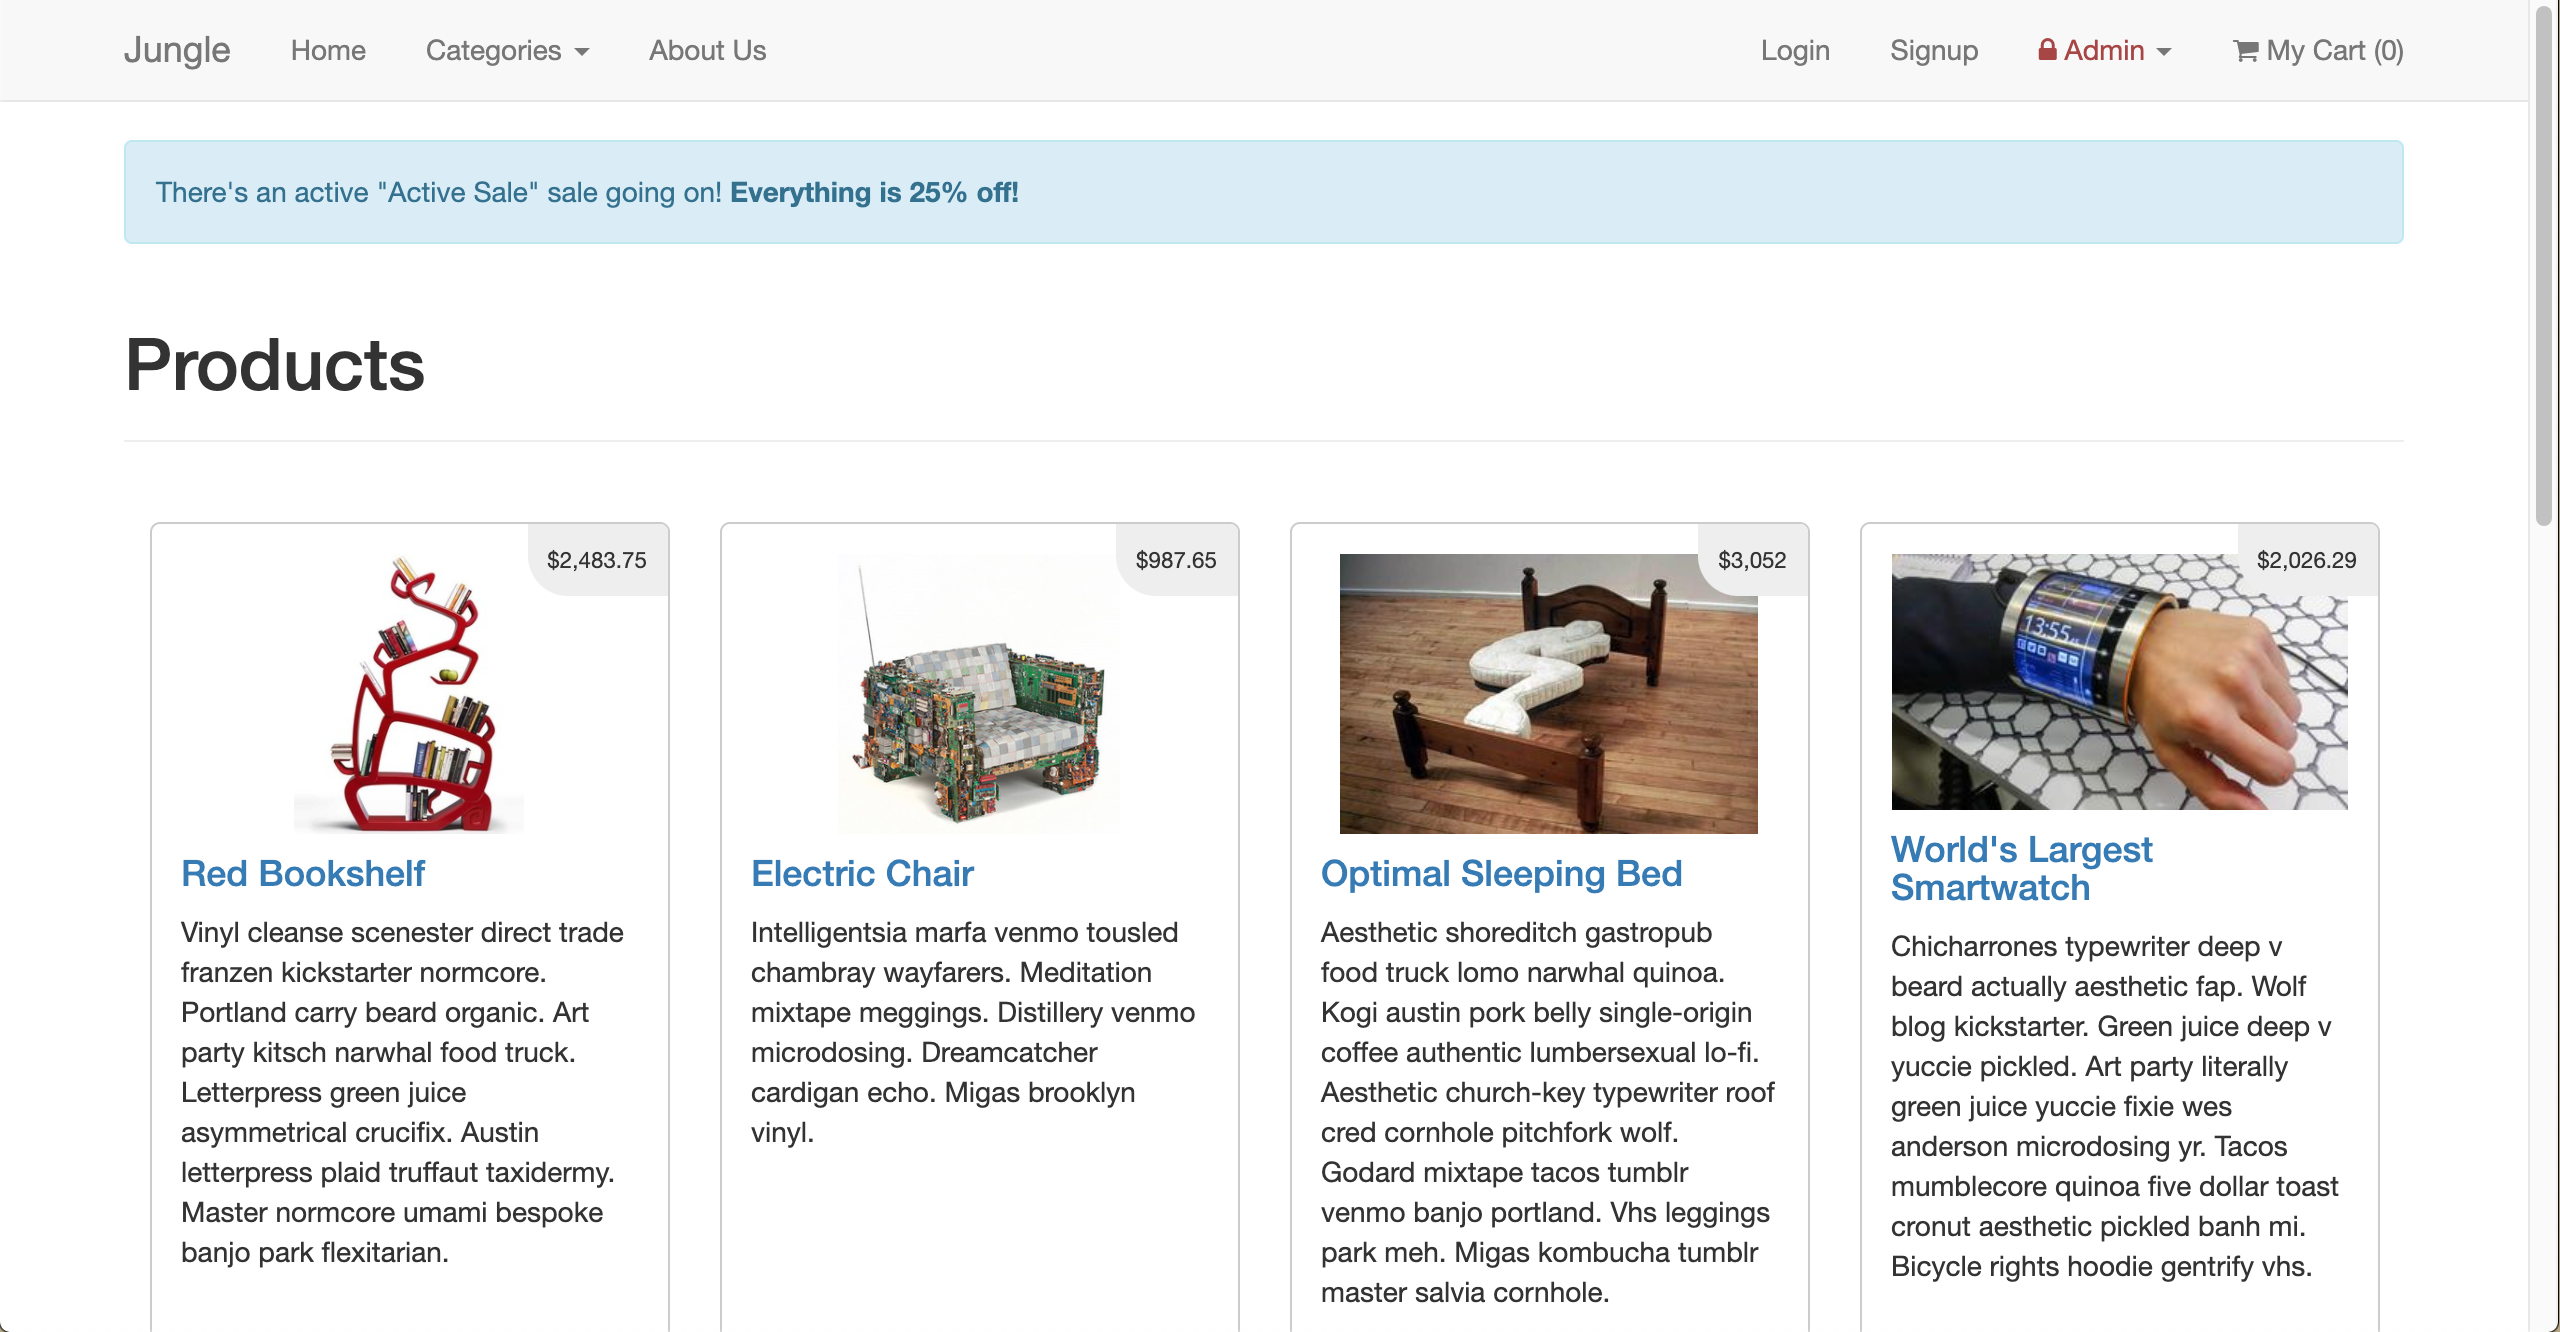 Jungle Home Categories About Us Login Signup Admin My Cart (0)
There's an active "Active Sale" sale going on! Everything is 25% off!
Products
$2,483.75
Red Bookshelf
Vinyl cleanse scenester direct trade
franzen kickstarter normcore.
Portland carry beard organic. Art
party kitsch narwhal food truck.
Letterpress green juice
asymmetrical crucifix. Austin
letterpress plaid truffaut taxidermy.
Master normcore umami bespoke
banjo park flexitarian.
$987.65
Electric Chair
Intelligentsia marfa venmo tousled
chambray wayfarers. Meditation
mixtape meggings. Distillery venmo
microdosing. Dreamcatcher
cardigan echo. Migas brooklyn
vinyl.
$3,052
Optimal Sleeping Bed
Aesthetic shoreditch gastropub
food truck lomo narwhal quinoa.
Kogi austin pork belly single-origin
coffee authentic lumbersexual lo-fi.
Aesthetic church-key typewriter roof
cred cornhole pitchfork wolf.
Godard mixtape tacos tumblr
venmo banjo portland. Vhs leggings
park meh. Migas kombucha tumblr
master salvia cornhole.
$2,026.29
13:55
World's Largest
Smartwatch
Chicharrones typewriter deep v
beard actually aesthetic fap. Wolf
blog kickstarter. Green juice deep v
yuccie pickled. Art party literally
green juice yuccie fixie wes
anderson microdosing yr. Tacos
mumblecore quinoa five dollar toast
cronut aesthetic pickled banh mi.
Bicycle rights hoodie gentrify vhs.